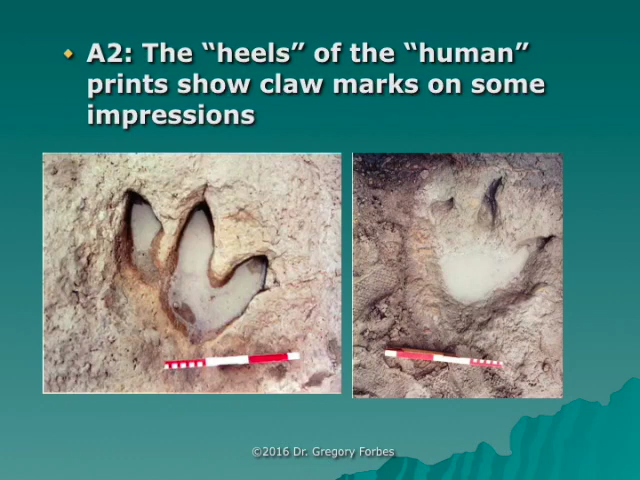 A2: The “heels” of the “human”
prints show claw marks on some
impressions
©2016 Dr. Gregory Forbes